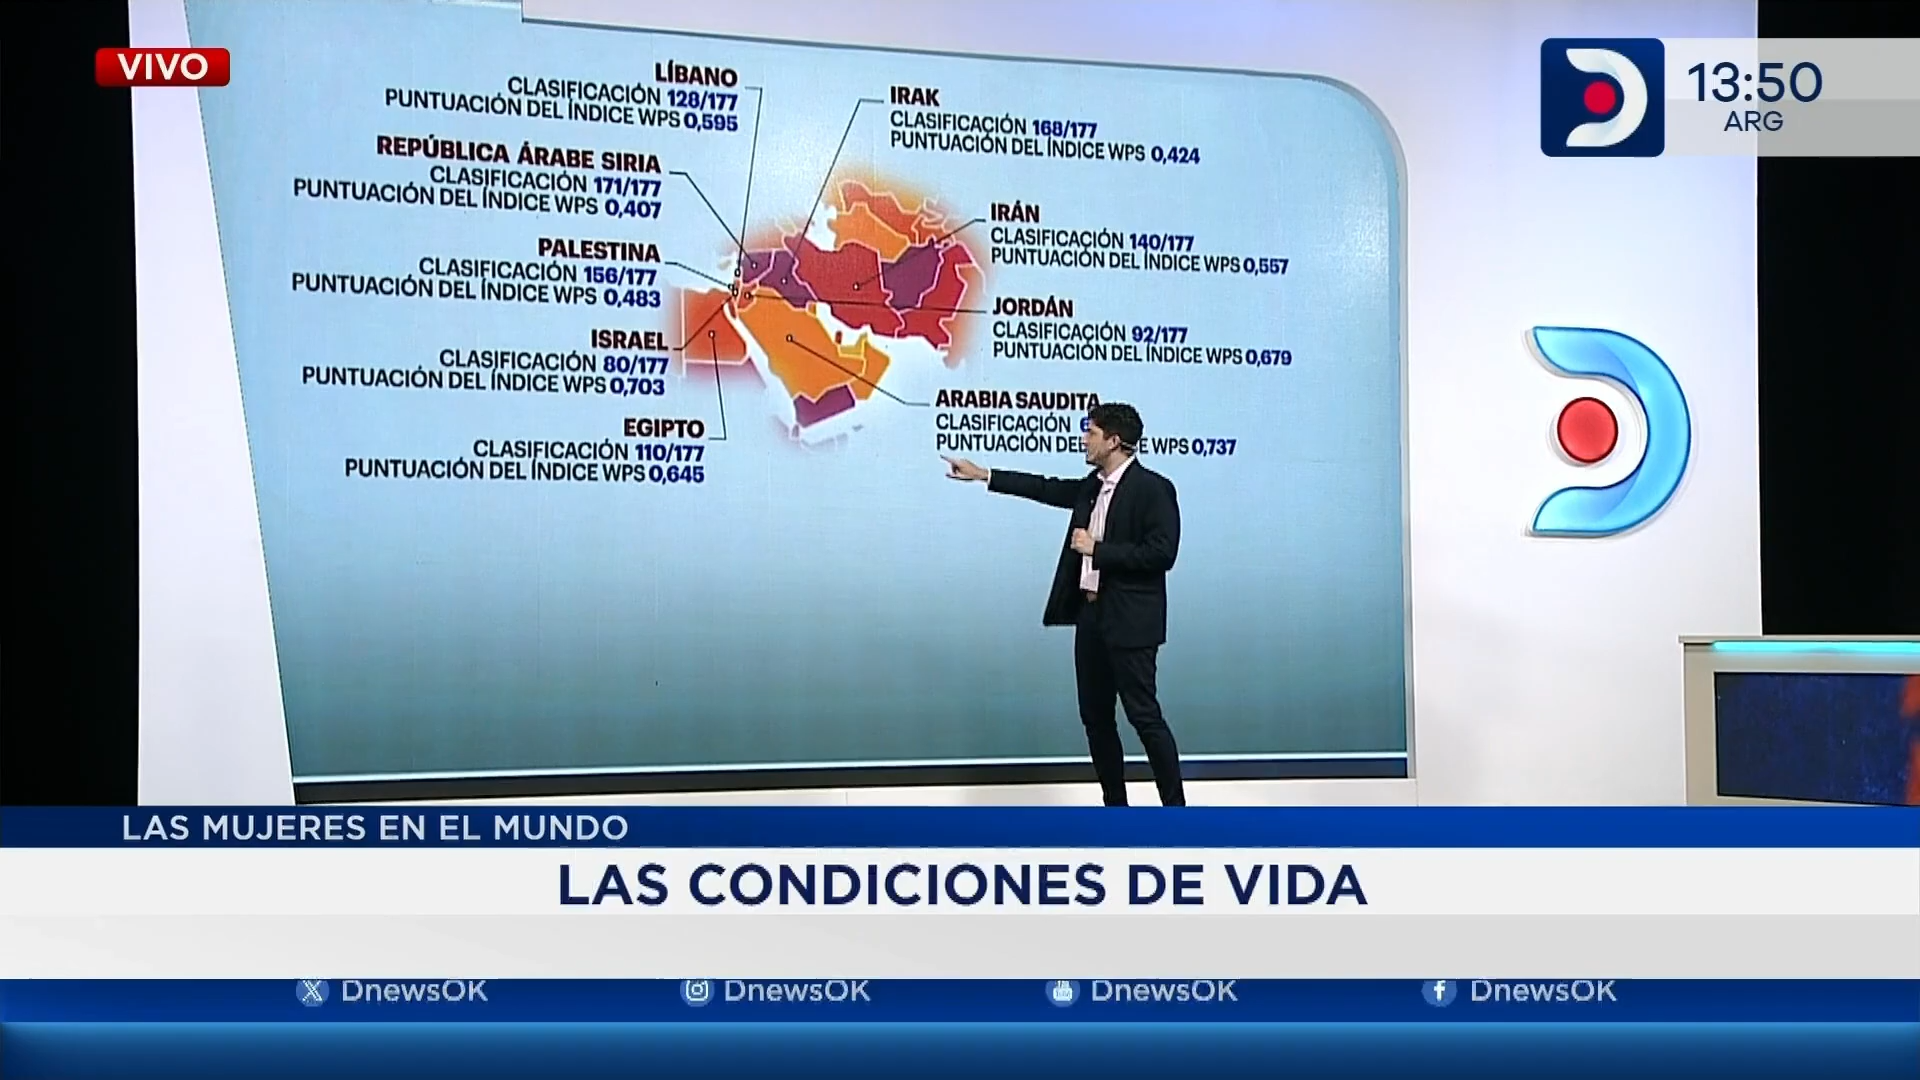 VIVO
LÍBANO
CLASIFICACIÓN 128/177
PUNTUACIÓN DEL ÍNDICE WPS 0,595
REPÚBLICA ÁRABE SIRIA
CLASIFICACIÓN 171/177
PUNTUACIÓN DEL ÍNDICE WPS 0,407
PALESTINA
CLASIFICACIÓN 156/177
PUNTUACIÓN DEL ÍNDICE WPS 0,483
ISRAEL
CLASIFICACIÓN 80/177
PUNTUACIÓN DEL ÍNDICE WPS 0,703
EGIPTO
CLASIFICACIÓN 110/177
PUNTUACIÓN DEL ÍNDICE WPS 0,645
IRAK
CLASIFICACIÓN 168/177
PUNTUACIÓN DEL ÍNDICE WPS 0,424
IRÁN
CLASIFICACIÓN 140/177
PUNTUACIÓN DEL ÍNDICE WPS 0,557
JORDÁN
CLASIFICACIÓN 92/177
PUNTUACIÓN DEL ÍNDICE WPS 0,679
ARABIA SAUDITA
CLASIFICACIÓN
PUNTUACIÓN WPS 0,737
13:50
ARG
LAS MUJERES EN EL MUNDO
LAS CONDICIONES DE VIDA
DnewsOK
DnewsOK
DnewsOK
DnewsOK